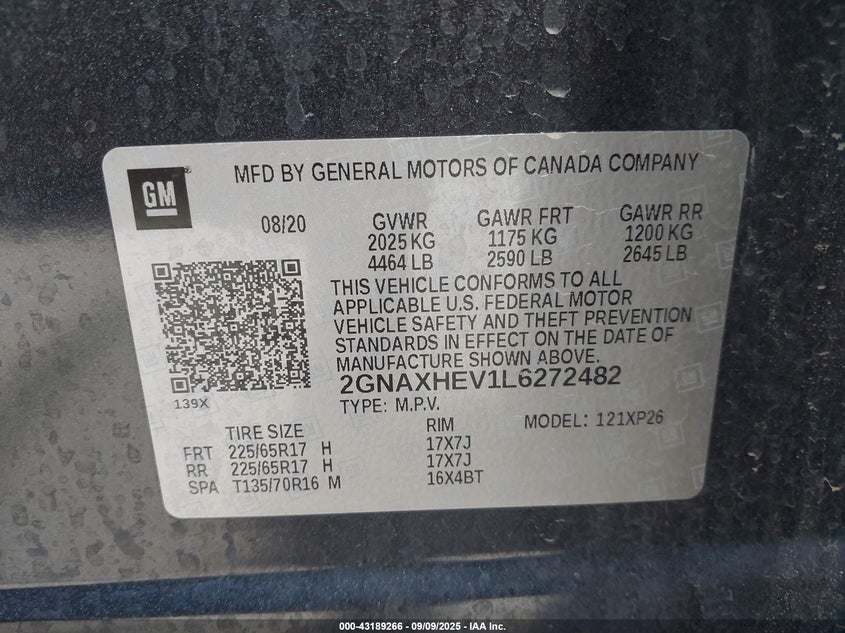 GM
MFD BY GENERAL MOTORS OF CANADA COMPANY
08/20 GVWR GAWR FRT GAWR RR
2025 KG 1175 KG 1200 KG
4464 LB 2590 LB 2645 LB
THIS VEHICLE CONFORMS TO ALL
APPLICABLE U.S. FEDERAL MOTOR
VEHICLE SAFETY AND THEFT PREVENTION
STANDARDS IN EFFECT ON THE DATE OF
MANUFACTURE SHOWN ABOVE.
2GNAXHEV1L6272482
139X
TYPE: M.P.V.
MODEL: 121XP26
TIRE SIZE RIM
FRT 225/65R17 H 17X7J
RR 225/65R17 H 17X7J
SPA T135/70R16 M 16X4BT
000-43189266 - 09/09/2025 - IAA Inc.